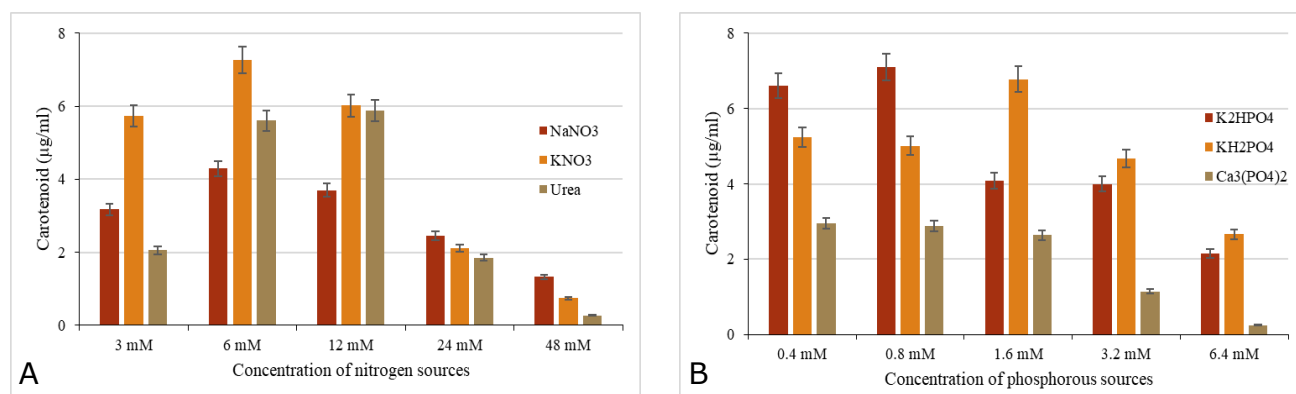 8
6
4
2
0
Carotenoid (µg/ml)
NaNO3
KNO3
Urea
3 mM
6 mM
12 mM
24 mM
48 mM
Concentration of nitrogen sources
A
8
6
4
2
0
Carotenoid (µg/ml)
K2HPO4
KH2PO4
Ca3(PO4)2
0.4 mM
0.8 mM
1.6 mM
3.2 mM
6.4 mM
Concentration of phosphorous sources
B